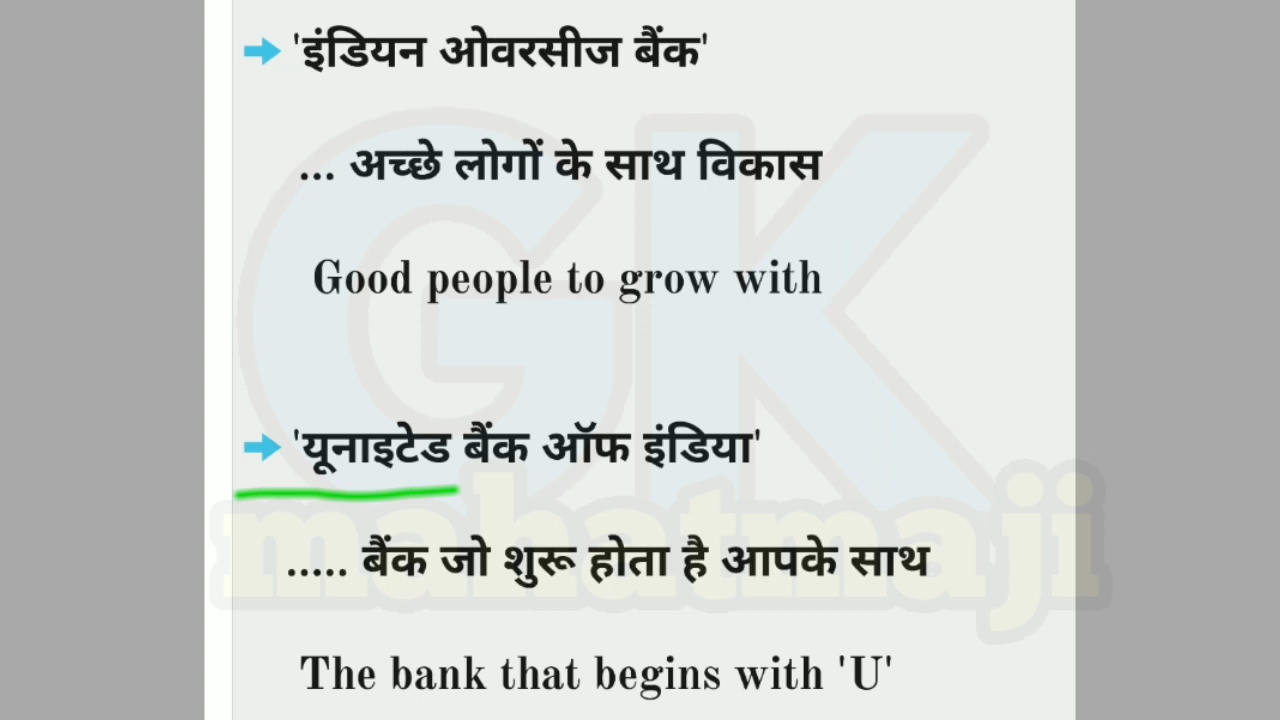 ➡ 'इंडियन ओवरसीज बैंक'
... अच्छे लोगों के साथ विकास
Good people to grow with
➡ 'यूनाइटेड बैंक ऑफ इंडिया'
..... बैंक जो शुरू होता है आपके साथ
The bank that begins with 'U'
GK
mahatmaji